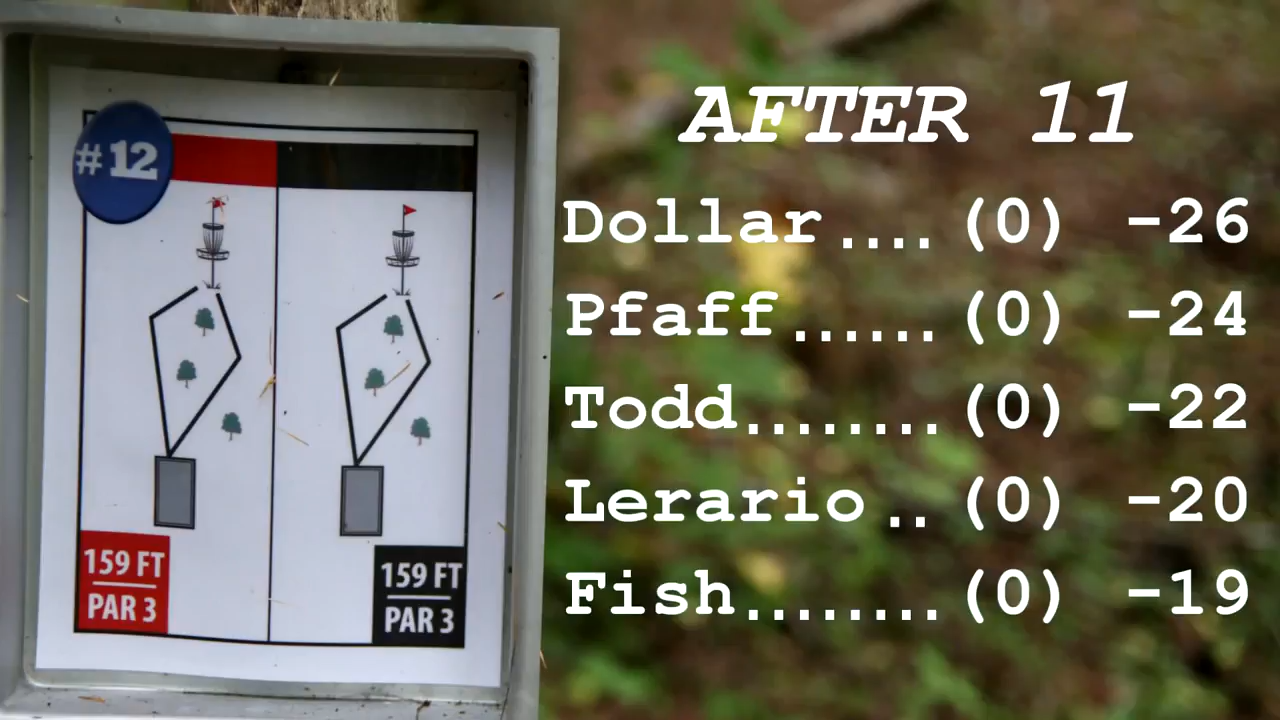 #12
159 FT
PAR 3
159 FT
PAR 3
AFTER 11
Dollar .... (0) -26
Pfaff ...... (0) -24
Todd ........ (0) -22
Lerario .. (0) -20
Fish ........ (0) -19